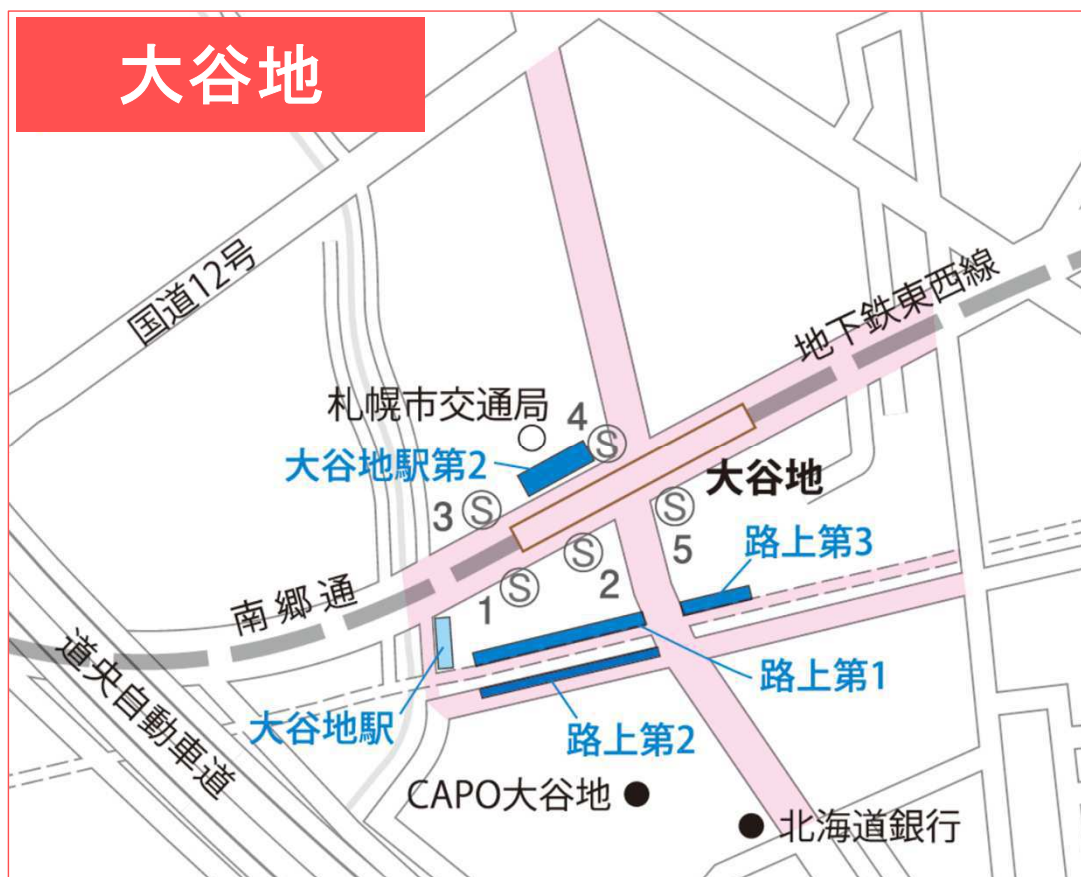 大谷地
国道12号
地下鉄東西線
札幌市交通局
4
S
大谷地駅第2
大谷地
3
S
S
5
路上第3
S
2
南郷通
1
S
道央自動車道
路上第1
大谷地駅
路上第2
CAPO大谷地
北海道銀行